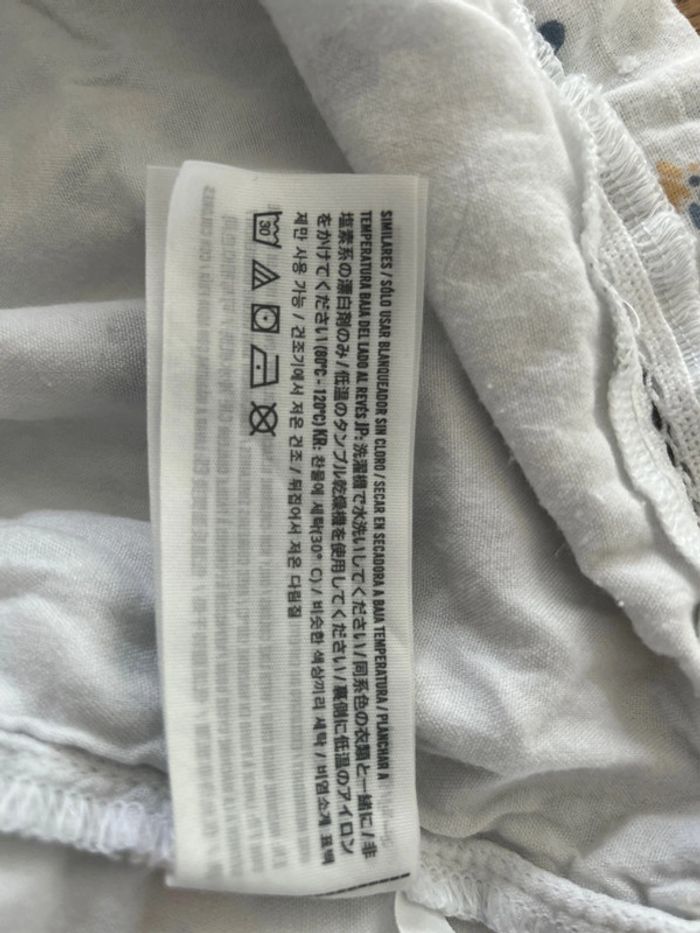 SIMILARES / SÓLO USAR BLANQUEADOR SIN CLORO / SECAR EN SECADORA A BAJA TEMPERATURA / PLANCHAR A
TEMPERATURA BAJA DEL LADO AL REVÉS JP: 洗濯機で水洗いしてください / 同系色の衣類と一緒に / 非
塩素系の漂白剤のみ / 低温のタンブル乾燥機を使用してください / 裏側に低温のアイロン
をかけてください (80°C - 120°C) KR: 찬물에 세탁(30° C) / 비슷한 색상끼리 세탁 / 비염소계 표백
제만 사용 가능 / 건조기에서 저온 건조 / 뒤집어서 저온 다림질
30